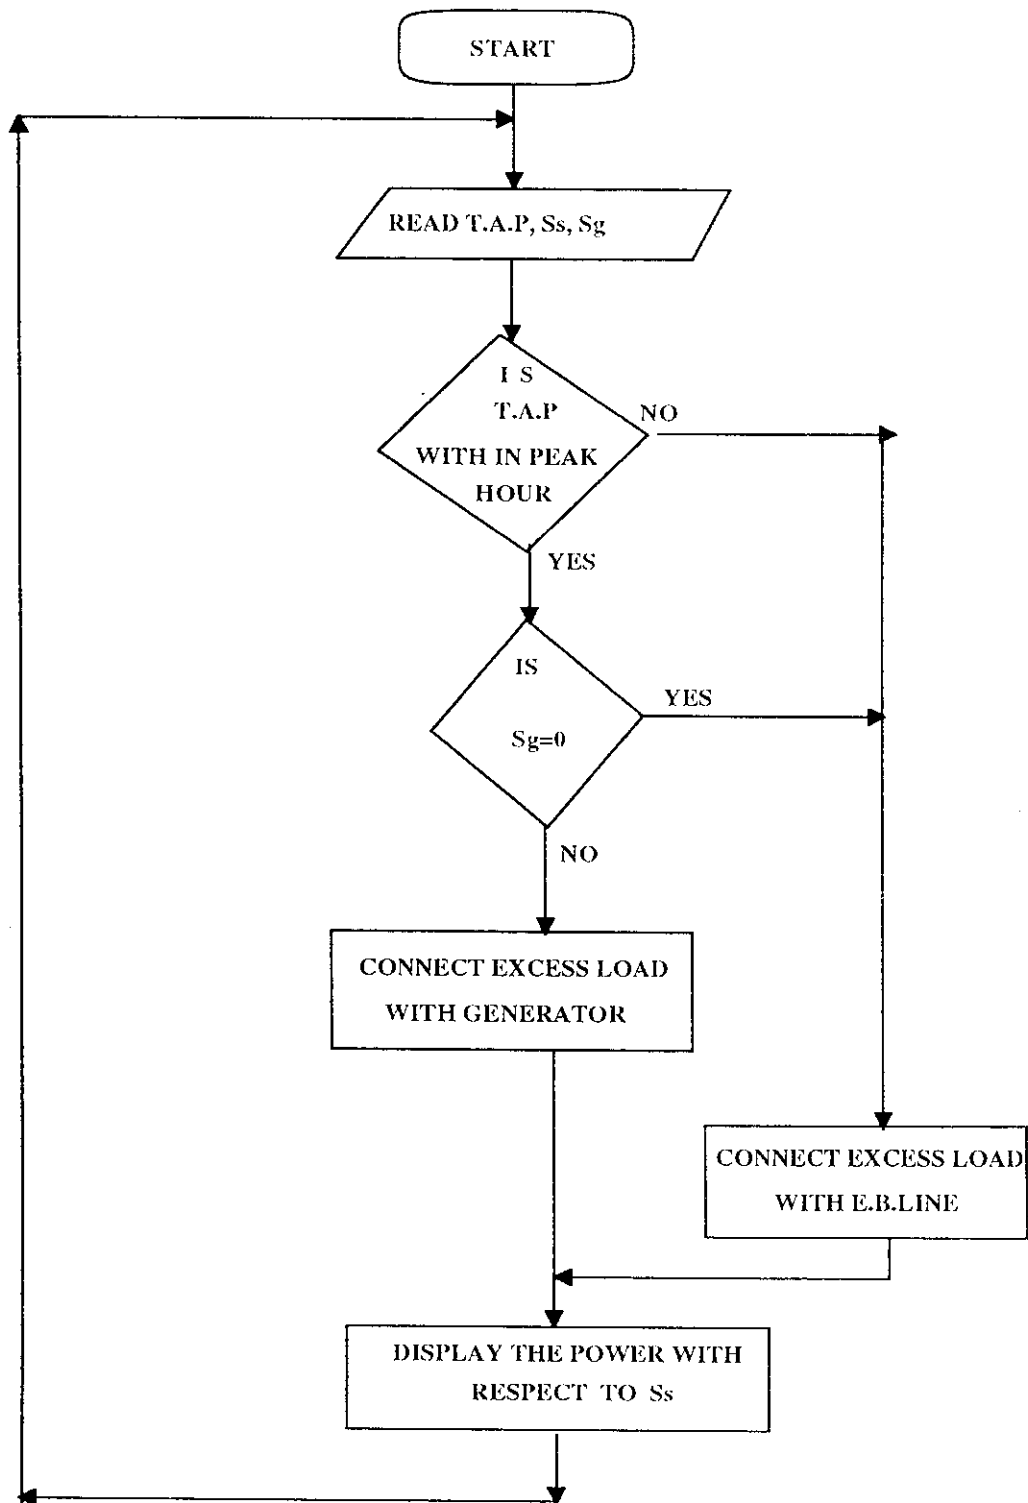 START
READ T.A.P, Ss, Sg
I S
T.A.P
WITH IN PEAK
HOUR
NO
YES
IS
Sg=0
YES
NO
CONNECT EXCESS LOAD
WITH GENERATOR
CONNECT EXCESS LOAD
WITH E.B.LINE
DISPLAY THE POWER WITH
RESPECT TO Ss